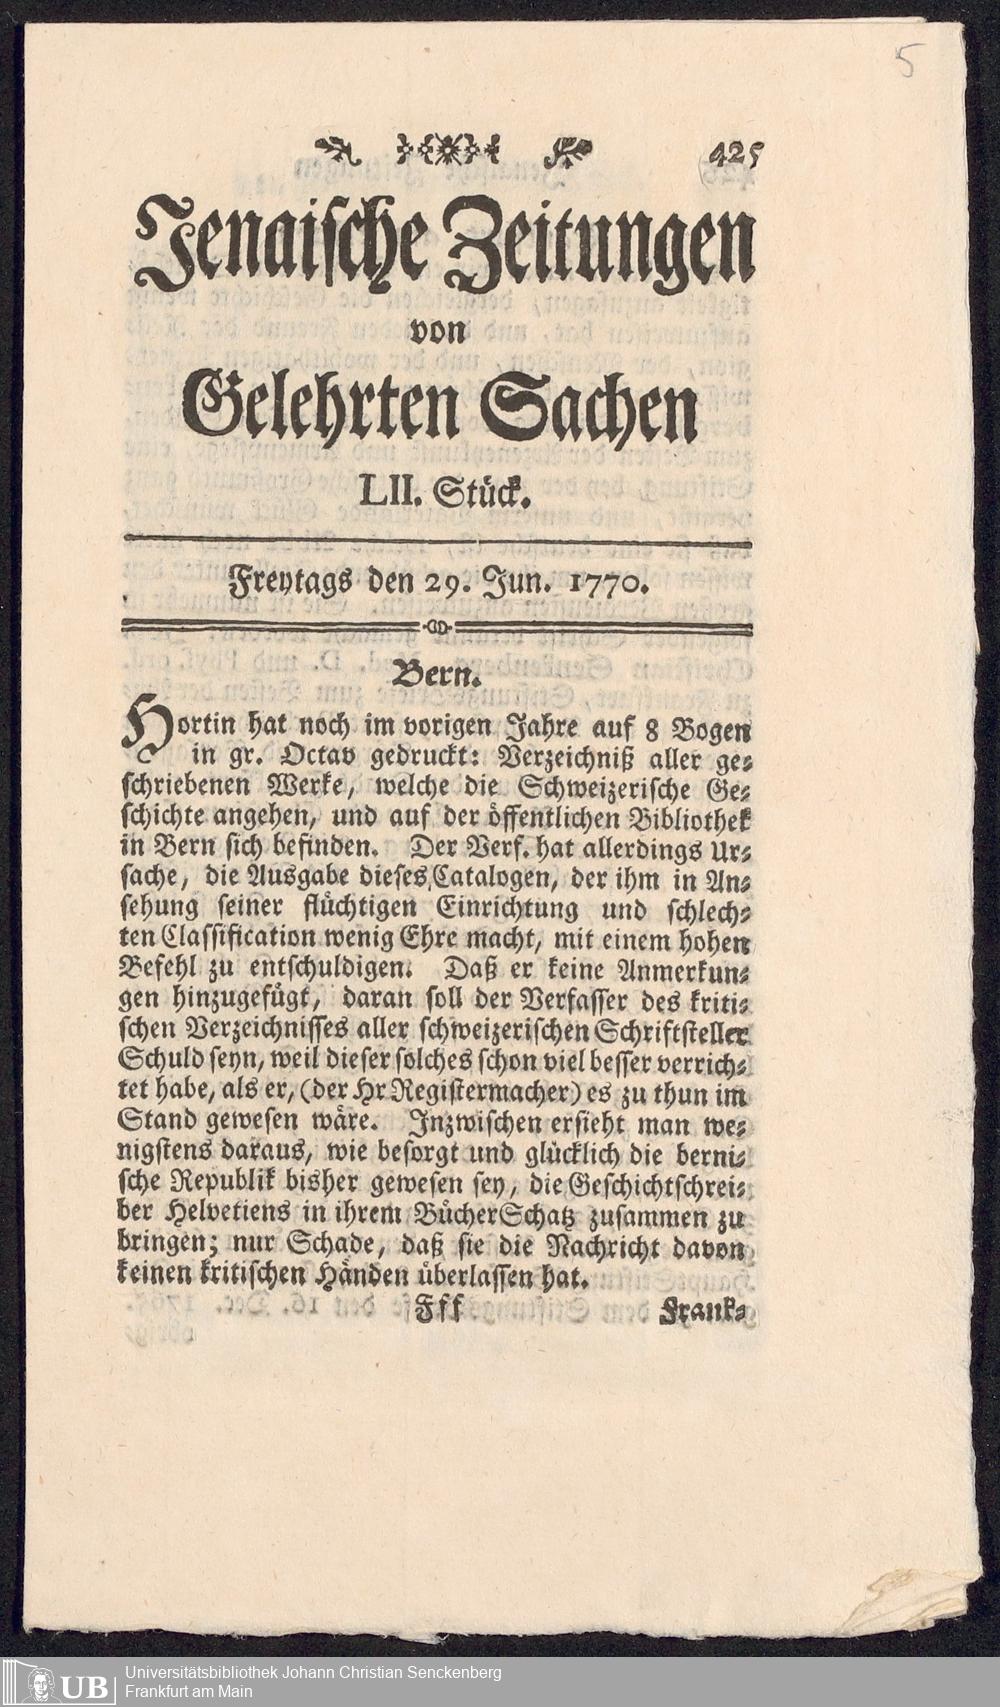 5
425
Jenaische Zeitungen
von
Gelehrten Sachen
LII. Stück.
Freytags den 29. Jun. 1770.
Bern.
Hortin hat noch im vorigen Jahre auf 8 Bogen
in gr. Octav gedruckt: Verzeichniß aller ge-
schriebenen Werke, welche die Schweizerische Ge-
schichte angehen, und auf der öffentlichen Bibliothek
in Bern sich befinden. Der Verf. hat allerdings Ur-
sache, die Ausgabe dieses Catalogen, der ihm in An-
sehung seiner flüchtigen Einrichtung und schlech-
ten Classification wenig Ehre macht, mit einem hohen
Befehl zu entschuldigen. Daß er keine Anmerkun-
gen hinzugefügt, daran soll der Verfasser des kriti-
schen Verzeichnisses aller schweizerischen Schriftsteller
Schuld seyn, weil dieser solches schon viel besser verrich-
tet habe, als er, (der Hr Registermacher) es zu thun im
Stand gewesen wäre. Inzwischen ersieht man we-
nigstens daraus, wie besorgt und glücklich die berni-
sche Republik bisher gewesen sey, die Geschichtschrei-
ber Helvetiens in ihrem BücherSchatz zusammen zu
bringen; nur Schade, daß sie die Nachricht davon
keinen kritischen Händen überlassen hat.
Fff Frank-
UB Universitätsbibliothek Johann Christian Senckenberg
Frankfurt am Main